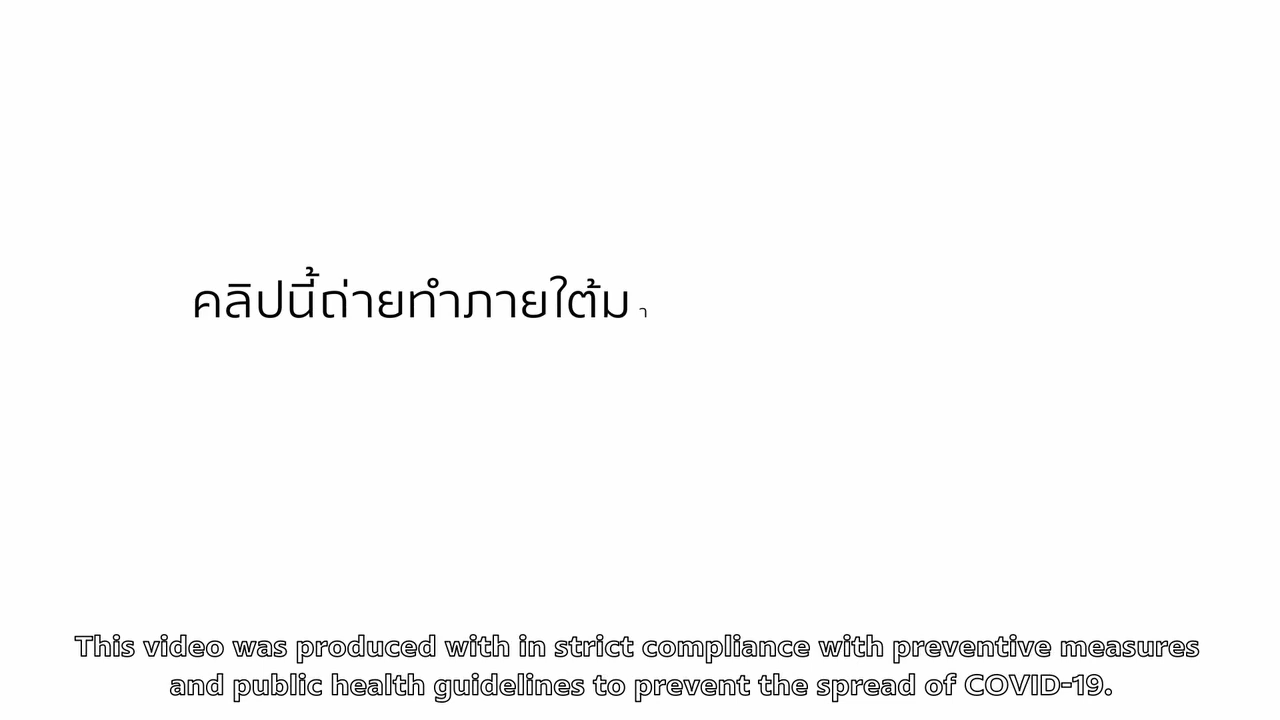 คลิปนี้ถ่ายทำภายใต้มา
This video was produced with in strict compliance with preventive measures
and public health guidelines to prevent the spread of COVID-19.